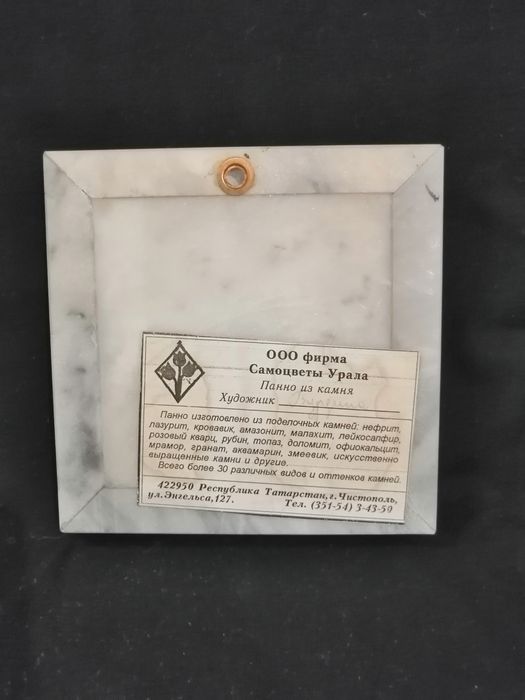 ООО фирма
Самоцветы Урала
Панно из камня
Художник
Панно изготовлено из поделочных камней: нефрит,
лазурит, кровавик, амазонит, малахит, лейкосапфир,
розовый кварц, рубин, топаз, доломит, офиокальцит,
мрамор, гранат, аквамарин, змеевик, искусственно
выращенные камни и другие.
Всего более 30 различных видов и оттенков камней.
422950 Республика Татарстан, г. Чистополь,
ул. Энгельса, 127. Тел. (351-54) 3-43-50